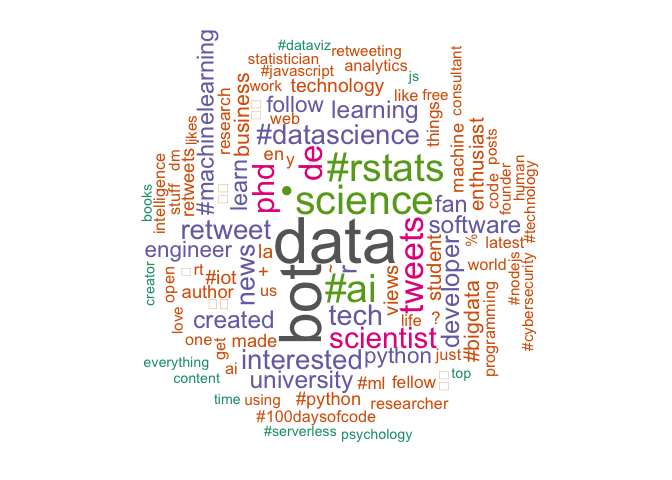 #dataviz
statistician
retweeting
#javascript
analytics
js
work
technology
like
free
consultant
#machinelearning
business
research
follow
learning
web
things
#datascience
likes
en
y
de
#rstats
machine
enthusiast
posts
code
intelligence
dm
stuff
retweets
books
learn
phd
•
science
fan
founder
human
#technology
retweet
data
tweets
software
engineer
news
la
bot
r
~
student
developer
%
latest
world
#nodejs
#cybersecurity
creator
open
rt
#iot
+
us
#ai
views
author
created
tech
life
?
#bigdata
programming
love
one
get
made
scientist
interested
python
just
everything
ai
content
university
#ml
fellow
top
time
using
#python
researcher
#100daysofcode
#serverless
psychology